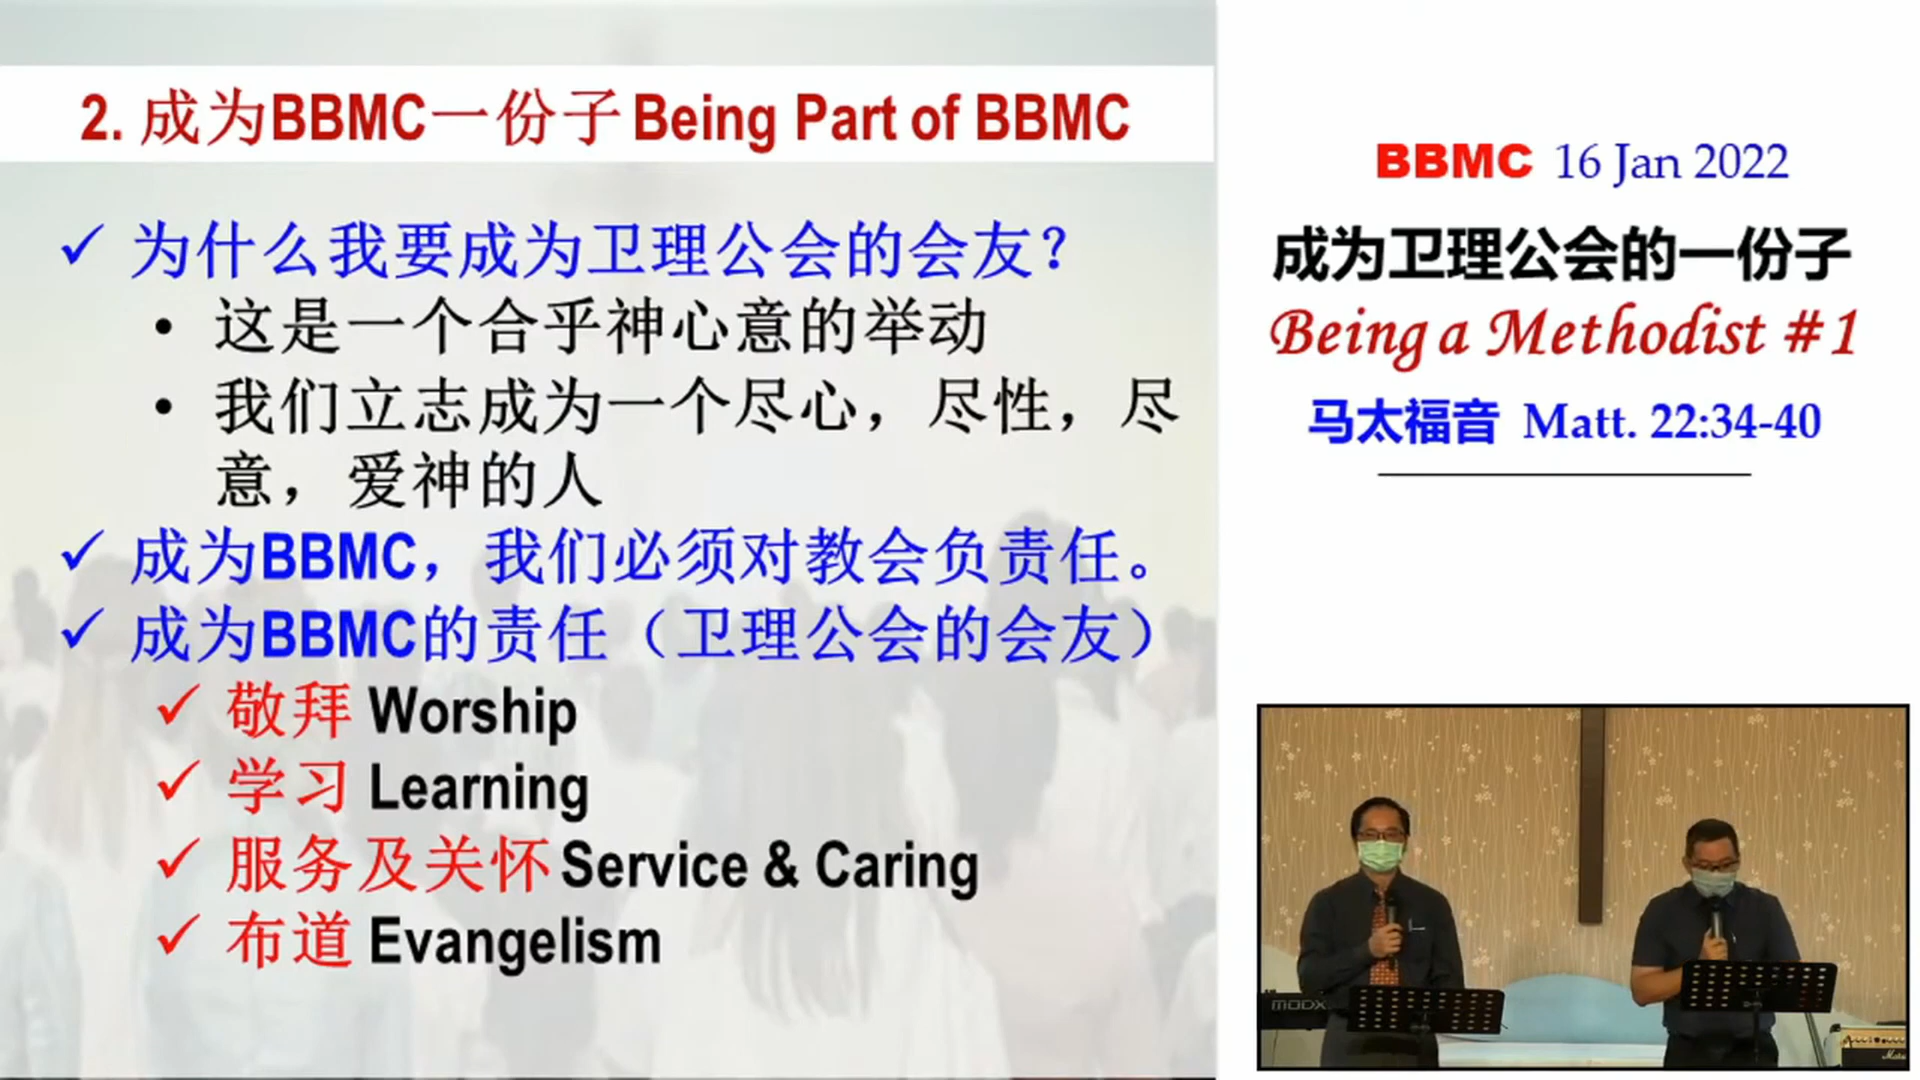 2. 成为BBMC一份子 Being Part of BBMC
为什么我要成为卫理公会的会友？
这是一个合乎神心意的举动
我们立志成为一个尽心，尽性，尽
意，爱神的人
成为BBMC，我们必须对教会负责任。
成为BBMC的责任（卫理公会的会友）
敬拜 Worship
学习 Learning
服务及关怀 Service & Caring
布道 Evangelism
BBMC 16 Jan 2022
成为卫理公会的一份子
Being a Methodist #1
马太福音 Matt. 22:34-40
MODX